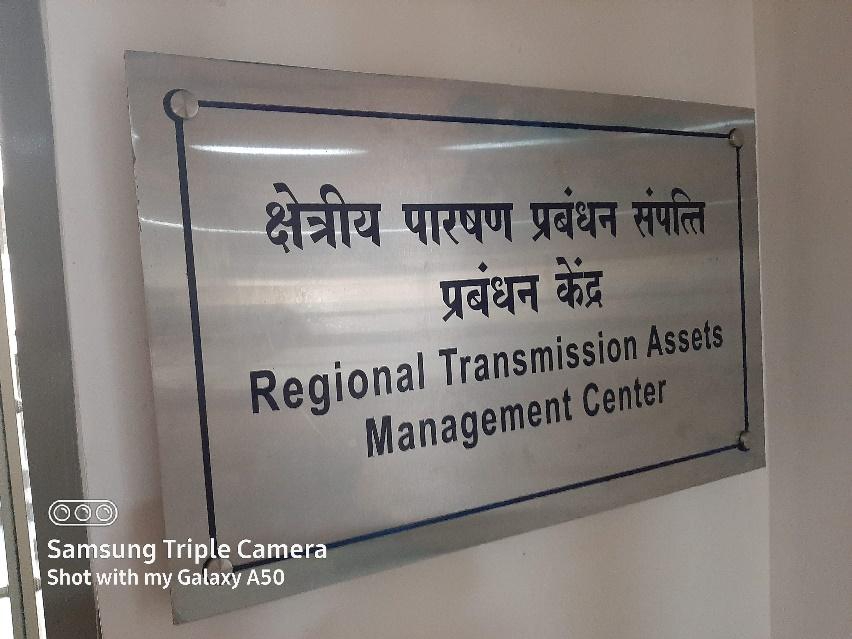 क्षेत्रीय पारषण प्रबंधन संपत्ति
प्रबंधन केंद्र
Regional Transmission Assets
Management Center
Samsung Triple Camera
Shot with my Galaxy A50